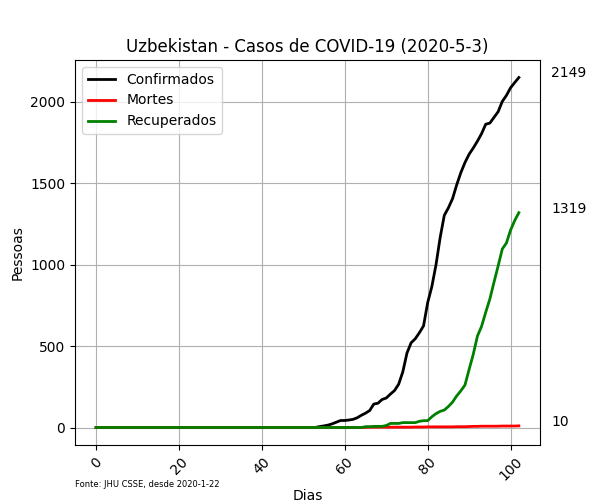 Uzbekistan - Casos de COVID-19 (2020-5-3)
Confirmados
Mortes
Recuperados
2149
1319
10
2000
1500
1000
500
0
Pessoas
0
20
40
60
80
100
Dias
Fonte: JHU CSSE, desde 2020-1-22